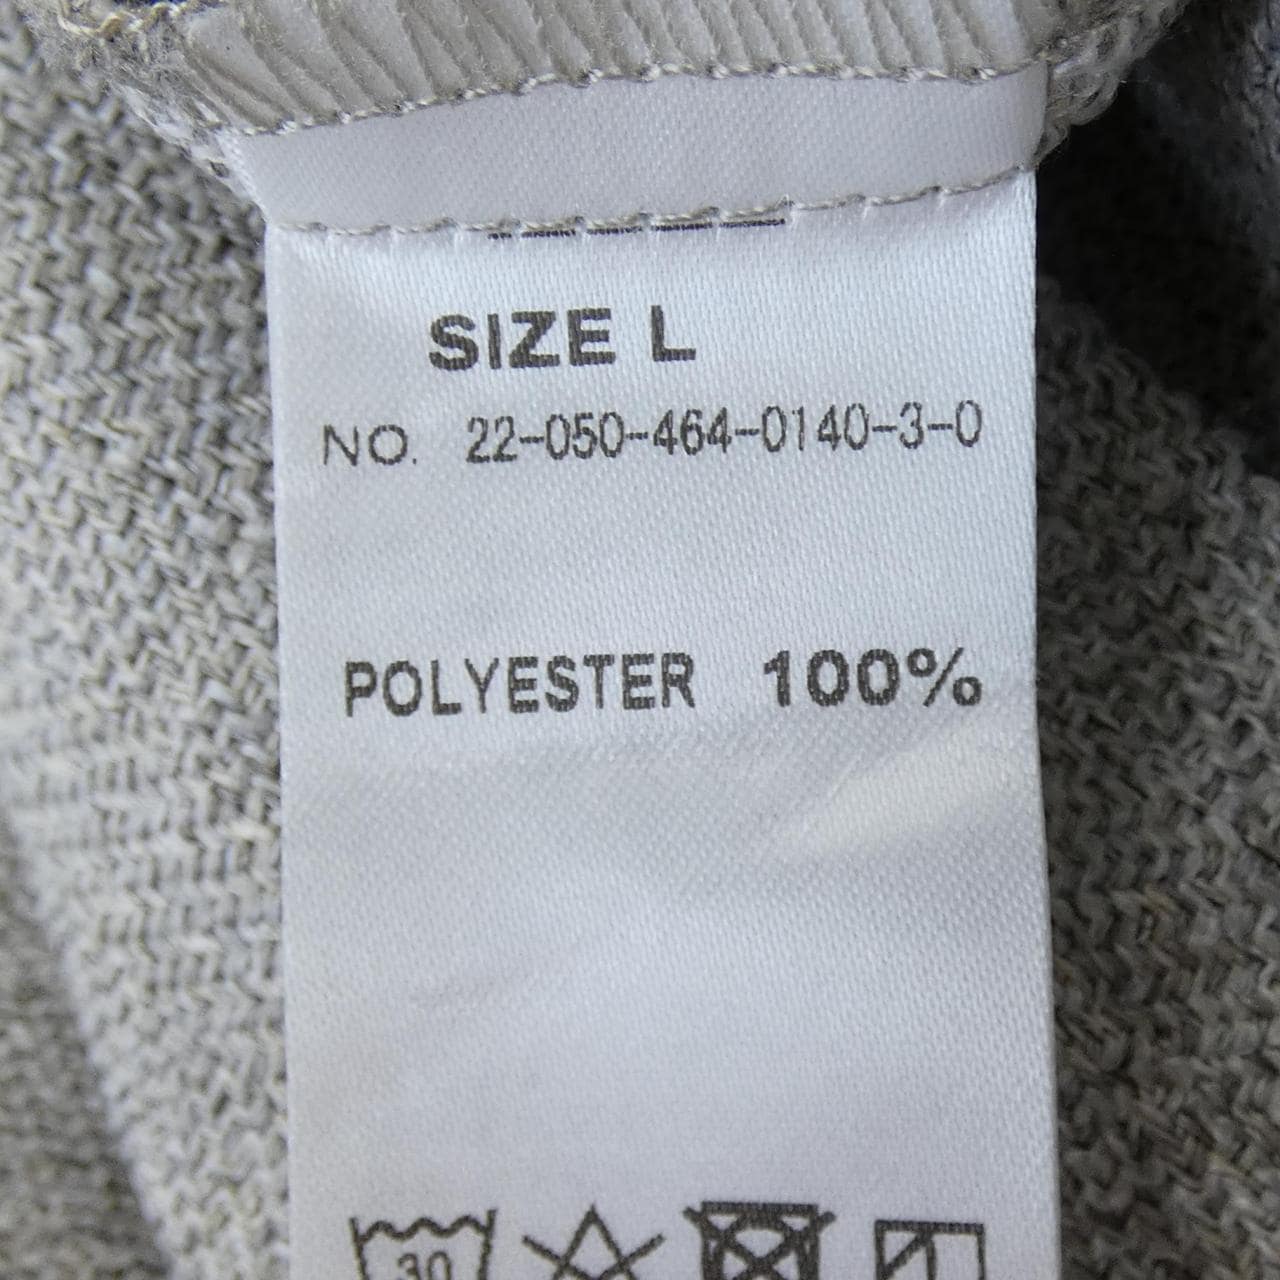 SIZE L
NO. 22-050-464-0140-3-0
POLYESTER 100%
30